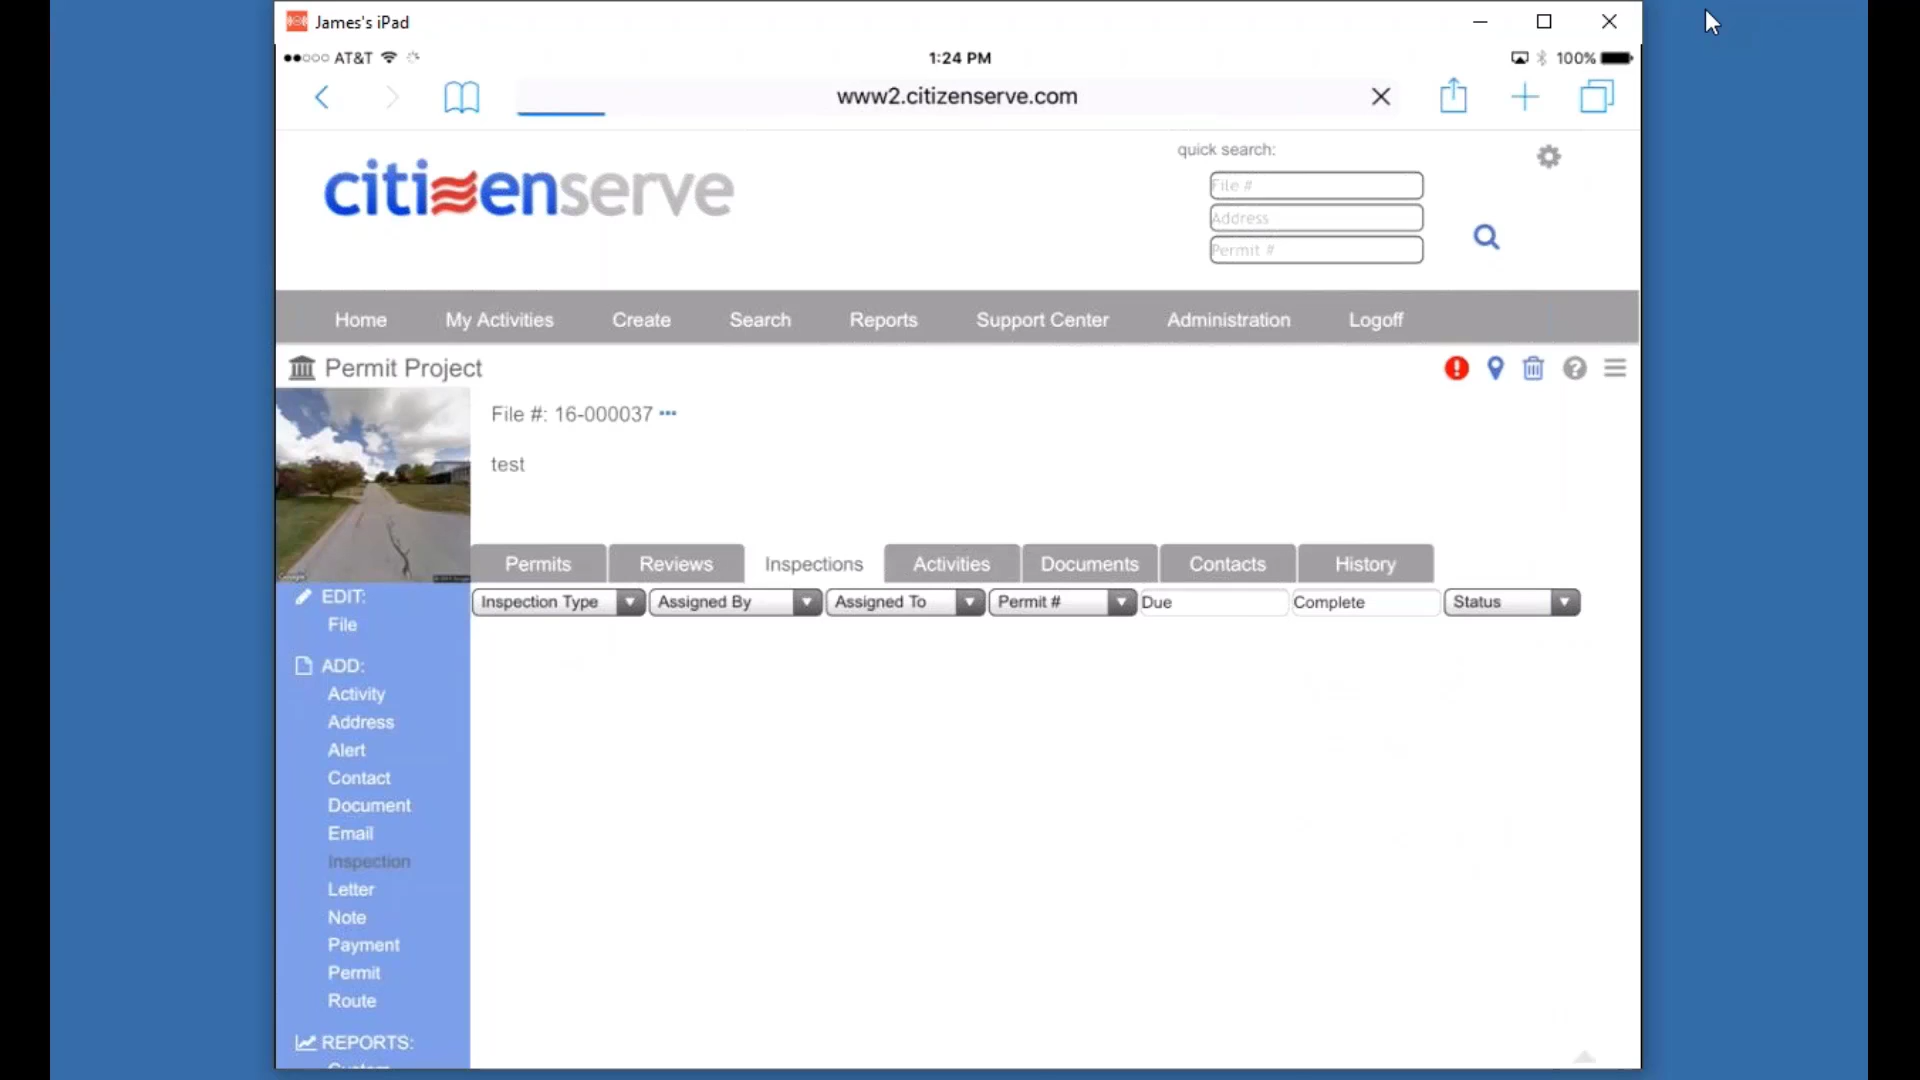 James's iPad
AT&T 1:24 PM 100%
www2.citizenserve.com
citizenserve
quick search:
File #
Address
Permit #
Home My Activities Create Search Reports Support Center Administration Logoff
Permit Project
File #: 16-000037 •••
test
Permits Reviews Inspections Activities Documents Contacts History
Inspection Type Assigned By Assigned To Permit # Due Complete Status
EDIT:
File
ADD:
Activity
Address
Alert
Contact
Document
Email
Inspection
Letter
Note
Payment
Permit
Route
REPORTS: